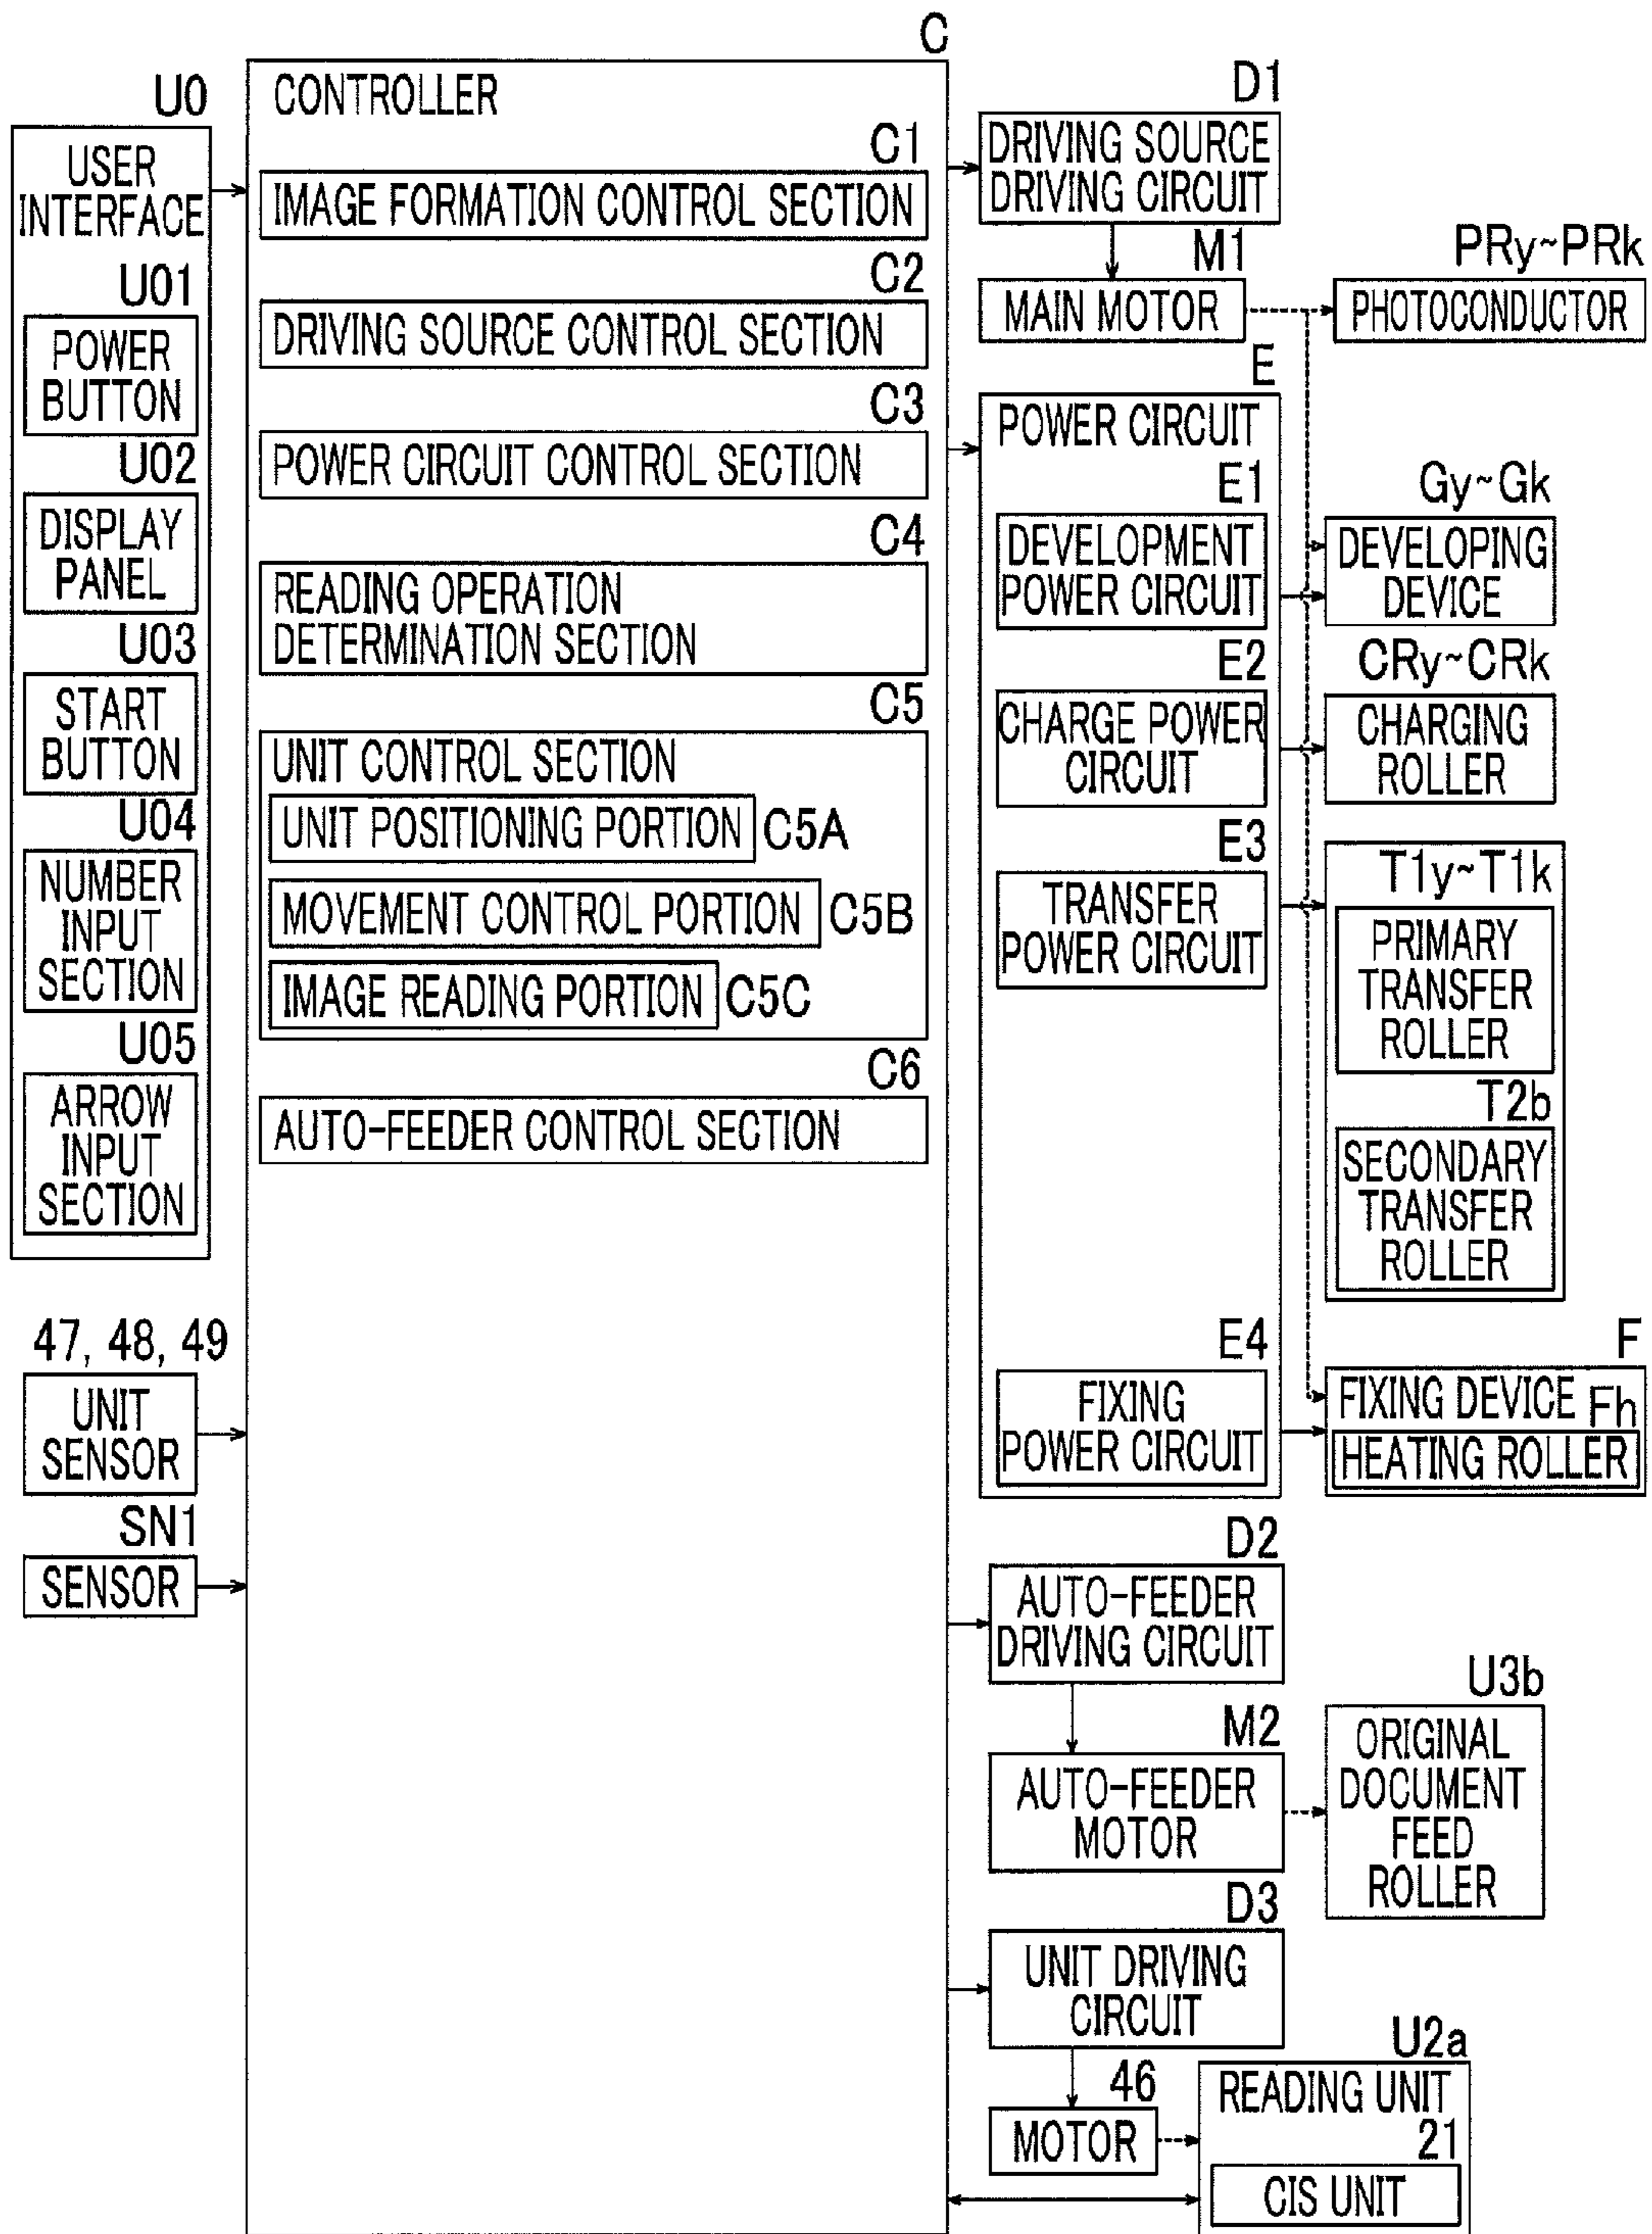 C
CONTROLLER
U0
USER
INTERFACE
U01
POWER
BUTTON
U02
DISPLAY
PANEL
U03
START
BUTTON
U04
NUMBER
INPUT
SECTION
U05
ARROW
INPUT
SECTION
47, 48, 49
UNIT
SENSOR
SN1
SENSOR
C1
IMAGE FORMATION CONTROL SECTION
C2
DRIVING SOURCE CONTROL SECTION
C3
POWER CIRCUIT CONTROL SECTION
C4
READING OPERATION
DETERMINATION SECTION
C5
UNIT CONTROL SECTION
UNIT POSITIONING PORTION C5A
MOVEMENT CONTROL PORTION C5B
IMAGE READING PORTION C5C
C6
AUTO-FEEDER CONTROL SECTION
D1
DRIVING SOURCE
DRIVING CIRCUIT
M1
MAIN MOTOR
PRy~PRk
PHOTOCONDUCTOR
E
POWER CIRCUIT
E1
DEVELOPMENT
POWER CIRCUIT
Gy~Gk
DEVELOPING
DEVICE
E2
CHARGE POWER
CIRCUIT
CRy~CRk
CHARGING
ROLLER
E3
TRANSFER
POWER CIRCUIT
T1y~T1k
PRIMARY
TRANSFER
ROLLER
T2b
SECONDARY
TRANSFER
ROLLER
E4
FIXING
POWER CIRCUIT
F
FIXING DEVICE Fh
HEATING ROLLER
D2
AUTO-FEEDER
DRIVING CIRCUIT
M2
AUTO-FEEDER
MOTOR
U3b
ORIGINAL
DOCUMENT
FEED
ROLLER
D3
UNIT DRIVING
CIRCUIT
46
MOTOR
U2a
READING UNIT
21
CIS UNIT